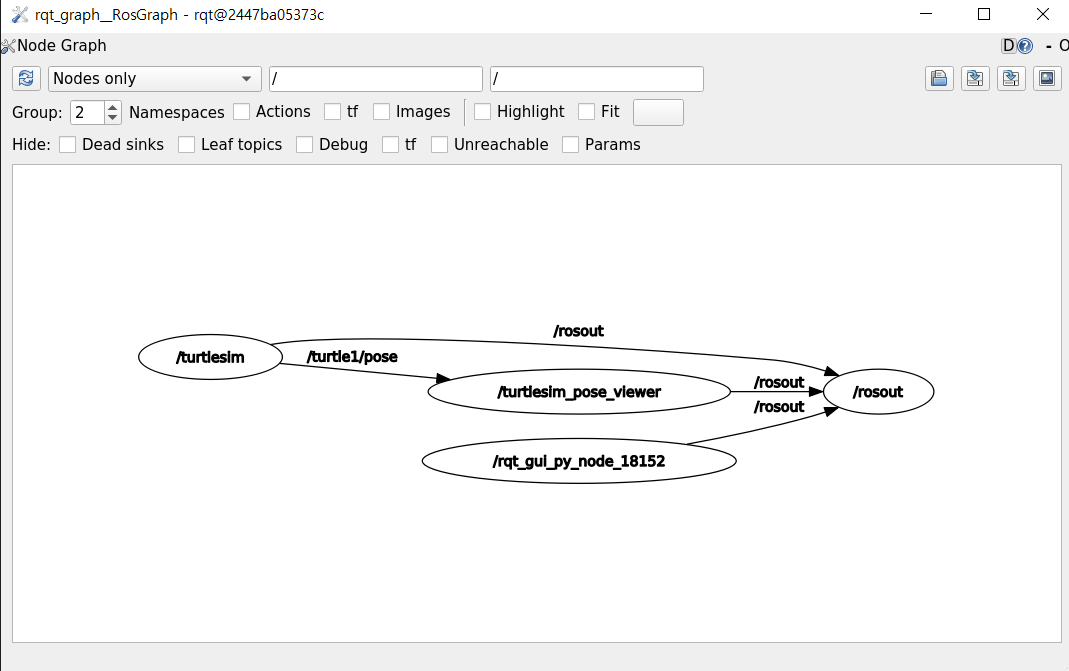 rqt_graph__RosGraph - rqt@2447ba05373c
Node Graph D? - O
Nodes only / /
Group: 2 Namespaces Actions tf Images Highlight Fit
Hide: Dead sinks Leaf topics Debug tf Unreachable Params
/rosout
/turtlesim /turtle1/pose
/rosout
/turtlesim_pose_viewer /rosout
/rosout
/rqt_gui_py_node_18152